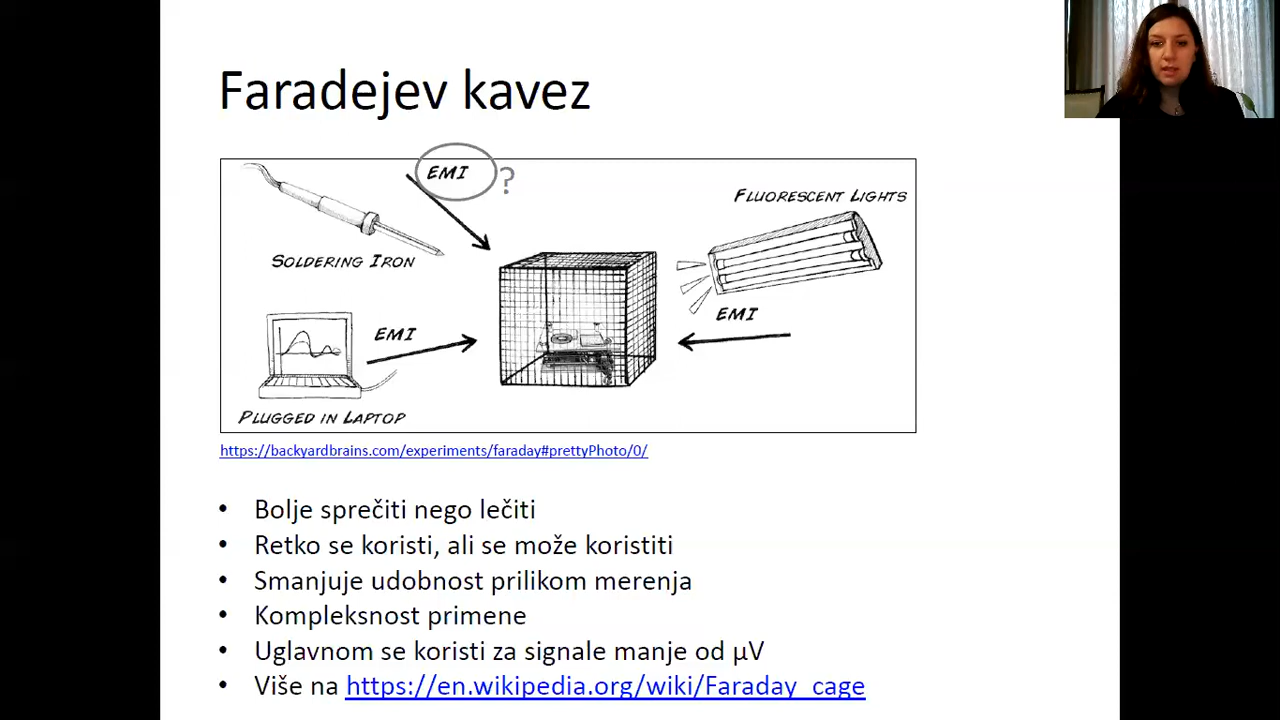 Faradejev kavez
EMI
?
FLUORESCENT LIGHTS
SOLDERING IRON
EMI
EMI
PLUGGED IN LAPTOP
https://backyardbrains.com/experiments/faraday#prettyPhoto/0/
• Bolje sprečiti nego lečiti
• Retko se koristi, ali se može koristiti
• Smanjuje udobnost prilikom merenja
• Kompleksnost primene
• Uglavnom se koristi za signale manje od µV
• Više na https://en.wikipedia.org/wiki/Faraday_cage